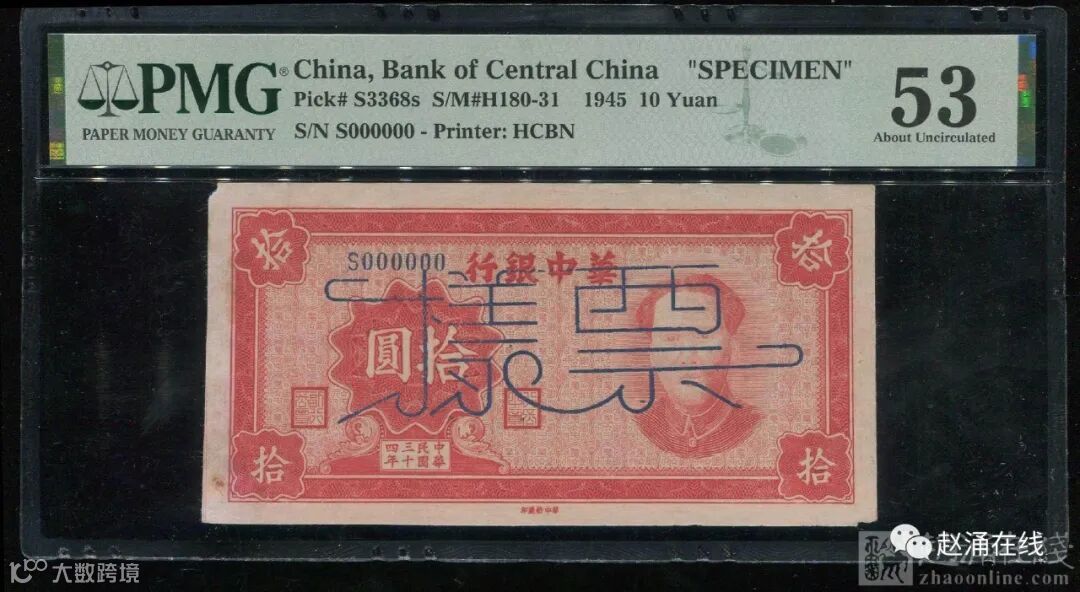 PMG®
PAPER MONEY GUARANTY
China, Bank of Central China "SPECIMEN"
Pick# S3368s S/M#H180-31 1945 10 Yuan
S/N S000000 - Printer: HCBN
53
About Uncirculated
拾
拾
S000000
行銀中華
票樣
圓拾
中華
民國
三十
四年
拾
拾
大数跨境
赵涌在线
zhaoonline.com